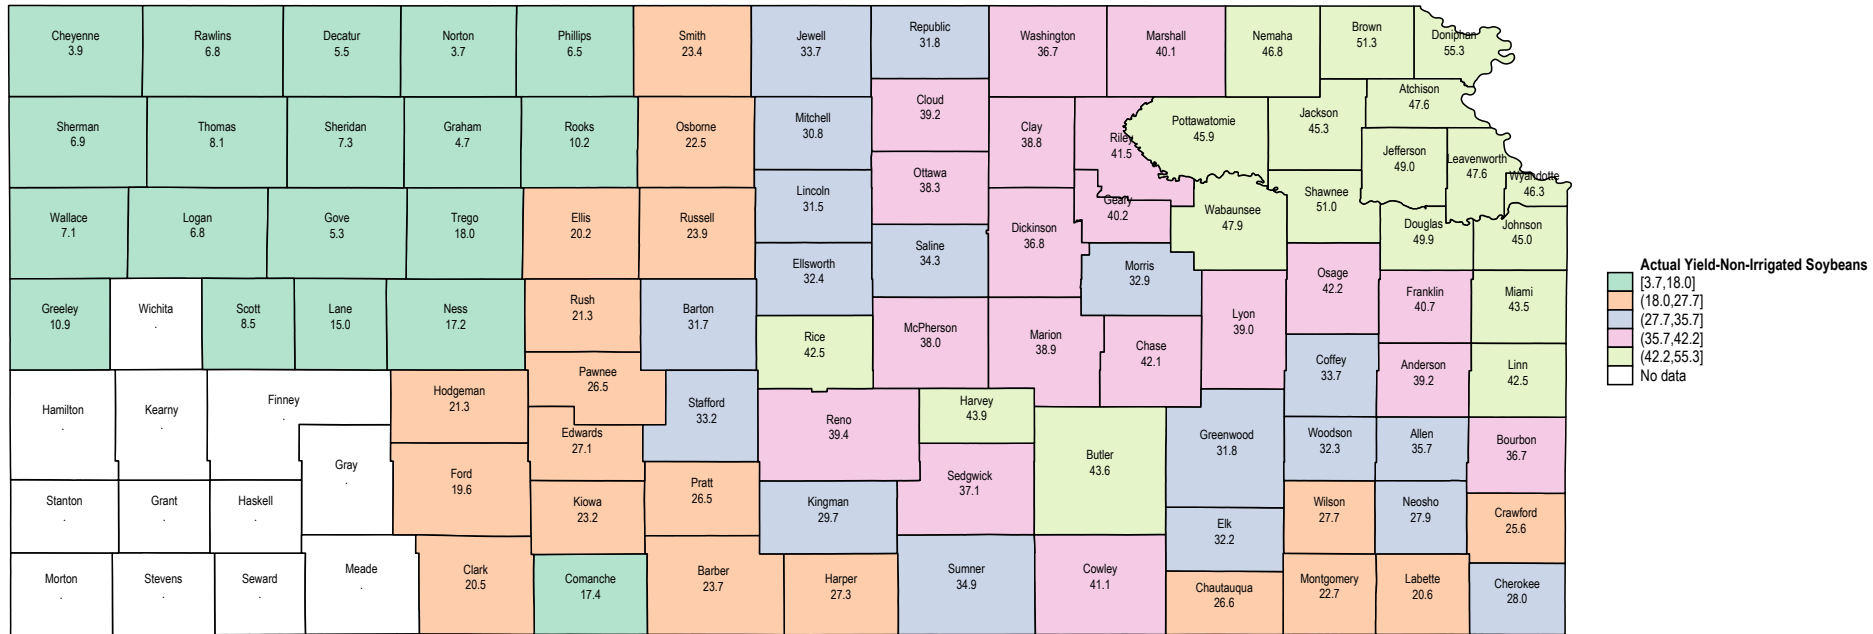 Cheyenne
3.9
Rawlins
6.8
Decatur
5.5
Norton
3.7
Phillips
6.5
Smith
23.4
Jewell
33.7
Republic
31.8
Washington
36.7
Marshall
40.1
Nemaha
46.8
Brown
51.3
Doniphan
55.3
Sherman
6.9
Thomas
8.1
Sheridan
7.3
Graham
4.7
Rooks
10.2
Osborne
22.5
Mitchell
30.8
Cloud
39.2
Clay
38.8
Riley
41.5
Pottawatomie
45.9
Jackson
45.3
Atchison
47.6
Jefferson
49.0
Leavenworth
47.6
Wyandotte
46.3
Wallace
7.1
Logan
6.8
Gove
5.3
Trego
18.0
Ellis
20.2
Russell
23.9
Lincoln
31.5
Ottawa
38.3
Saline
34.3
Dickinson
36.8
Geary
40.2
Wabaunsee
47.9
Shawnee
51.0
Douglas
49.9
Johnson
45.0
Ellsworth
32.4
Morris
32.9
Osage
42.2
Franklin
40.7
Miami
43.5
Greeley
10.9
Wichita
.
Scott
8.5
Lane
15.0
Ness
17.2
Rush
21.3
Barton
31.7
Rice
42.5
McPherson
38.0
Marion
38.9
Chase
42.1
Lyon
39.0
Coffey
33.7
Anderson
39.2
Linn
42.5
Hamilton
.
Kearny
.
Finney
.
Hodgeman
21.3
Pawnee
26.5
Stafford
33.2
Reno
39.4
Harvey
43.9
Edwards
27.1
Gray
.
Ford
19.6
Butler
43.6
Greenwood
31.8
Woodson
32.3
Allen
35.7
Bourbon
36.7
Sedgwick
37.1
Stanton
.
Grant
.
Haskell
.
Kiowa
23.2
Pratt
26.5
Kingman
29.7
Elk
32.2
Wilson
27.7
Neosho
27.9
Crawford
25.6
Morton
.
Stevens
.
Seward
.
Meade
.
Clark
20.5
Comanche
17.4
Barber
23.7
Harper
27.3
Sumner
34.9
Cowley
41.1
Chautauqua
26.6
Montgomery
22.7
Labette
20.6
Cherokee
28.0
Actual Yield-Non-Irrigated Soybeans
[3.7,18.0]
(18.0,27.7]
(27.7,35.7]
(35.7,42.2]
(42.2,55.3]
No data